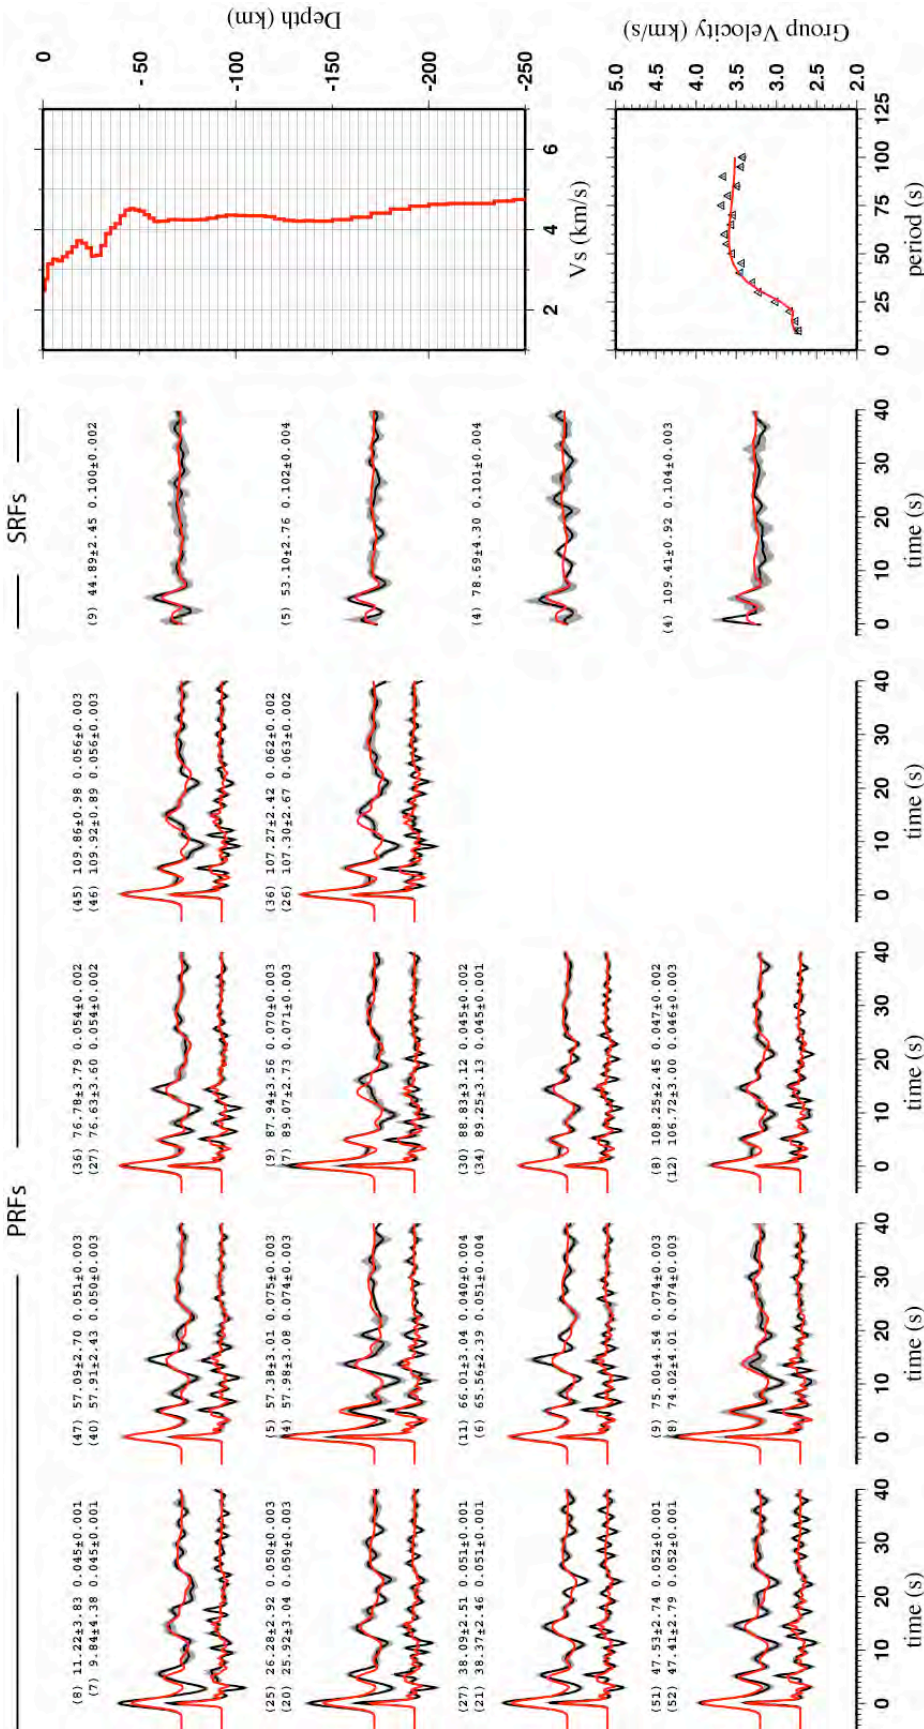 PRFs
SRFs
(8) 11.22±3.83 0.045±0.001
(7) 9.84±4.38 0.045±0.001
(25) 26.28±2.92 0.050±0.003
(20) 25.92±3.04 0.050±0.003
(27) 38.09±2.51 0.051±0.001
(21) 38.37±2.46 0.051±0.001
(51) 47.53±2.74 0.052±0.001
(52) 47.41±2.79 0.052±0.001
0 10 20 30 40
time (s)
(47) 57.09±2.70 0.051±0.003
(40) 57.91±2.43 0.050±0.003
(5) 57.38±3.01 0.075±0.003
(4) 57.98±3.08 0.074±0.003
(11) 66.01±3.04 0.040±0.004
(6) 65.56±2.39 0.051±0.004
(9) 75.00±4.54 0.074±0.003
(8) 74.02±4.01 0.074±0.003
0 10 20 30 40
time (s)
(36) 76.78±3.79 0.054±0.002
(27) 76.63±3.60 0.054±0.002
(9) 87.94±3.56 0.070±0.003
(7) 89.07±2.73 0.071±0.003
(30) 88.83±3.12 0.045±0.002
(34) 89.25±3.13 0.045±0.001
(8) 108.25±2.45 0.047±0.002
(12) 106.72±3.00 0.046±0.003
0 10 20 30 40
time (s)
(45) 109.86±0.98 0.056±0.003
(46) 109.92±0.89 0.056±0.003
(36) 107.27±2.42 0.062±0.002
(26) 107.30±2.67 0.063±0.002
0 10 20 30 40
time (s)
(9) 44.89±2.45 0.100±0.002
(5) 53.10±2.76 0.102±0.004
(4) 78.69±4.30 0.101±0.004
(4) 109.41±0.92 0.104±0.003
0 10 20 30 40
time (s)
Depth (km)
0
- 50
-100
-150
-200
-250
2 4 6
Vs (km/s)
Group Velocity (km/s)
5.0
4.5
4.0
3.5
3.0
2.5
2.0
0 25 50 75 100 125
period (s)